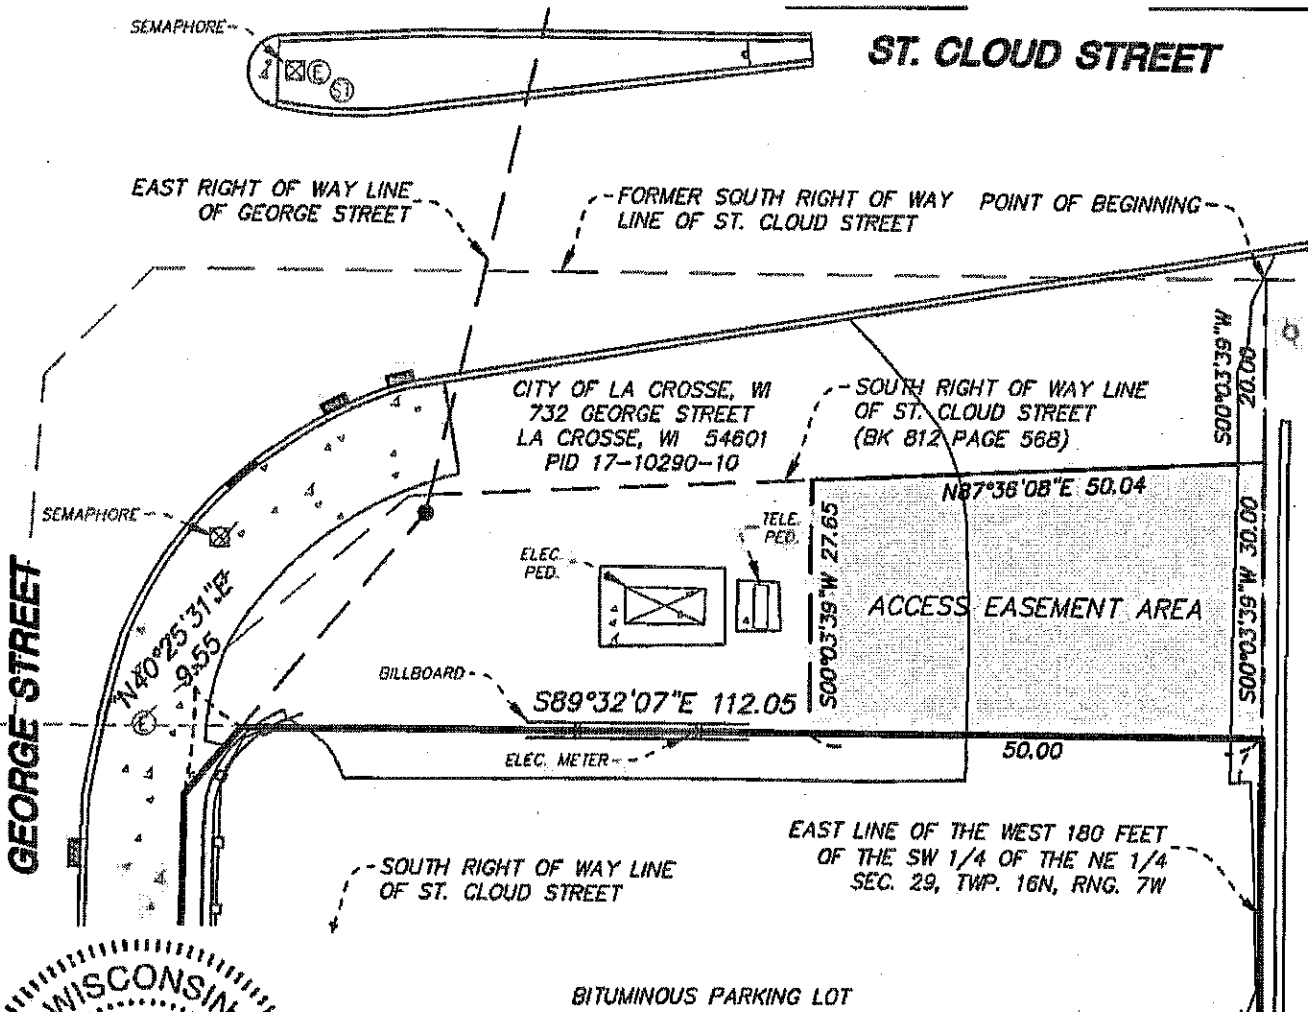 SEMAPHORE
E
ST
ST. CLOUD STREET
EAST RIGHT OF WAY LINE
OF GEORGE STREET
FORMER SOUTH RIGHT OF WAY
LINE OF ST. CLOUD STREET
POINT OF BEGINNING
S00°03'39"W
20.00
CITY OF LA CROSSE, WI
732 GEORGE STREET
LA CROSSE, WI 54601
PID 17-10290-10
SOUTH RIGHT OF WAY LINE
OF ST. CLOUD STREET
(BK 812 PAGE 568)
N87°36'08"E 50.04
SEMAPHORE
TELE.
PED.
ELEC.
PED.
S00°03'39"W 27.65
S00°03'39"W 30.00
ACCESS EASEMENT AREA
GEORGE STREET
N40°25'31"E
9.55
E
BILLBOARD
S89°32'07"E 112.05
ELEC. METER
50.00
EAST LINE OF THE WEST 180 FEET
OF THE SW 1/4 OF THE NE 1/4
SEC. 29, TWP. 16N, RNG. 7W
SOUTH RIGHT OF WAY LINE
OF ST. CLOUD STREET
WISCONSIN
BITUMINOUS PARKING LOT